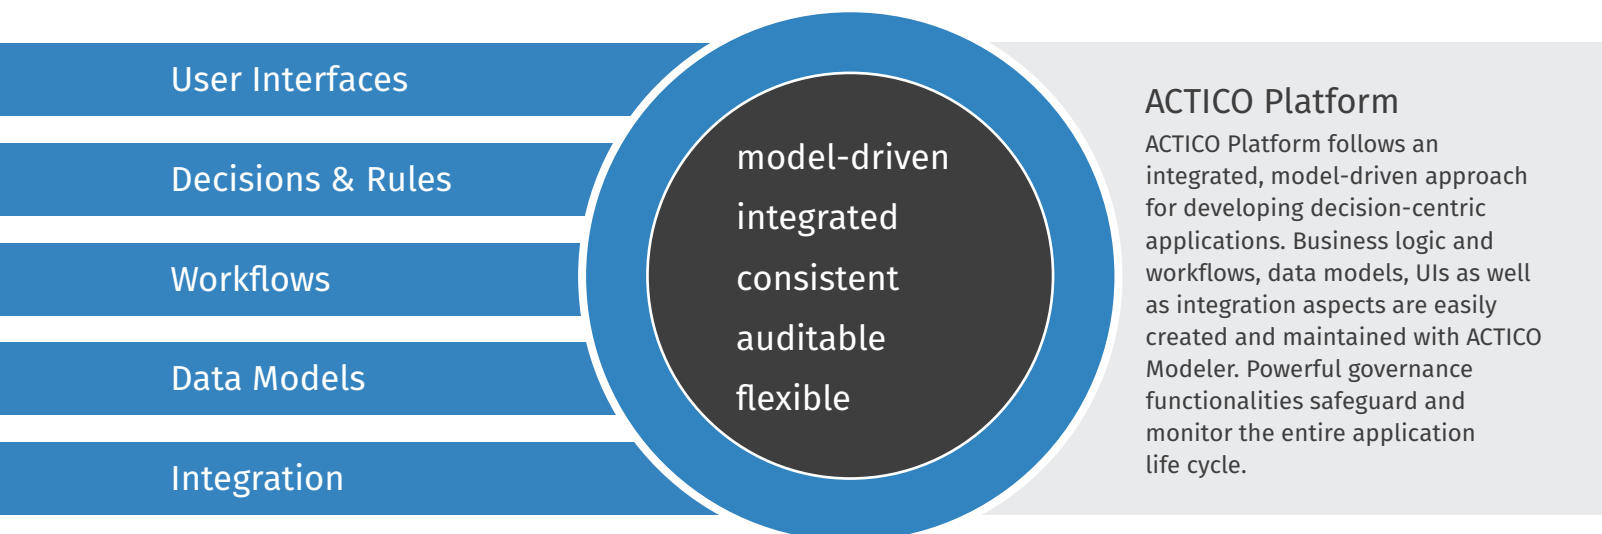 User Interfaces
Decisions & Rules
Workflows
Data Models
Integration
model-driven
integrated
consistent
auditable
flexible
ACTICO Platform
ACTICO Platform follows an
integrated, model-driven approach
for developing decision-centric
applications. Business logic and
workflows, data models, UIs as well
as integration aspects are easily
created and maintained with ACTICO
Modeler. Powerful governance
functionalities safeguard and
monitor the entire application
life cycle.